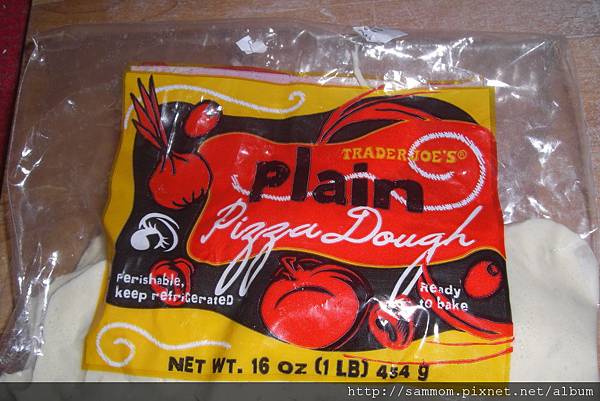 TRADER JOE'S®
plain
Pizza Dough
Perishable,
keep refrigerated
Ready
to bake
NET WT. 16 OZ (1 LB) 454 g
http://sammom.pixnet.net/album